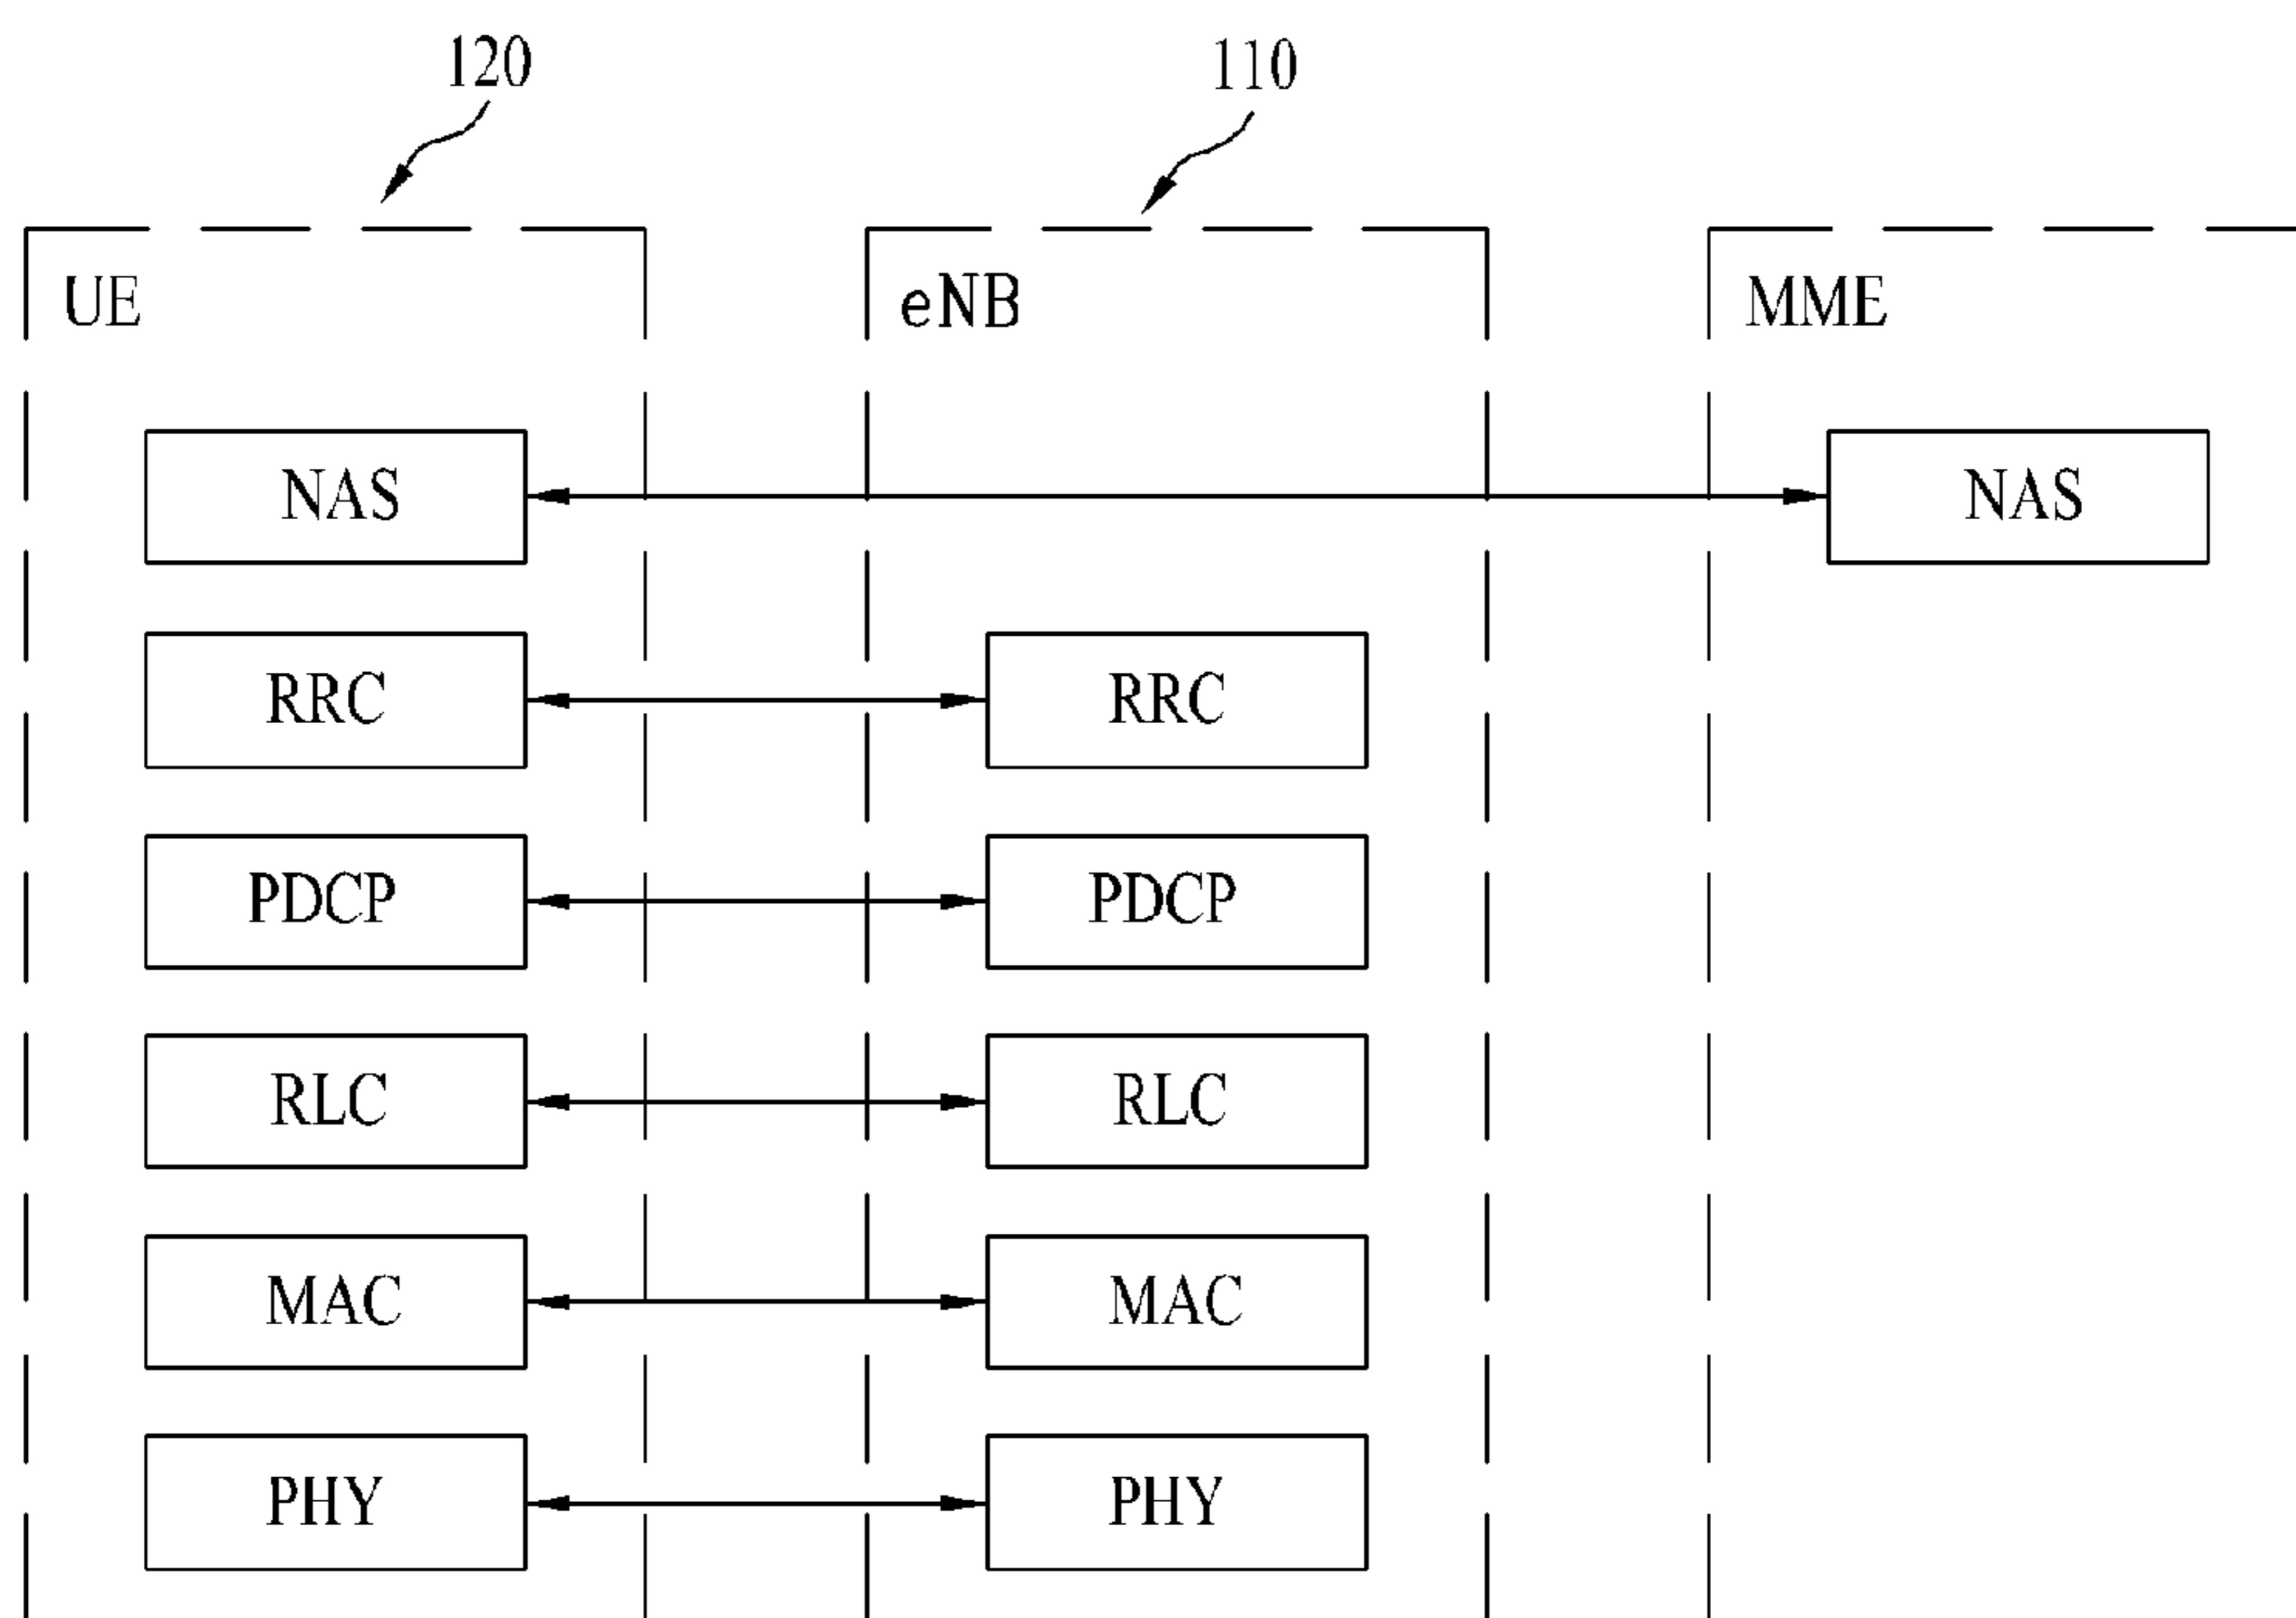 120 110
UE eNB MME
NAS NAS
RRC RRC
PDCP PDCP
RLC RLC
MAC MAC
PHY PHY